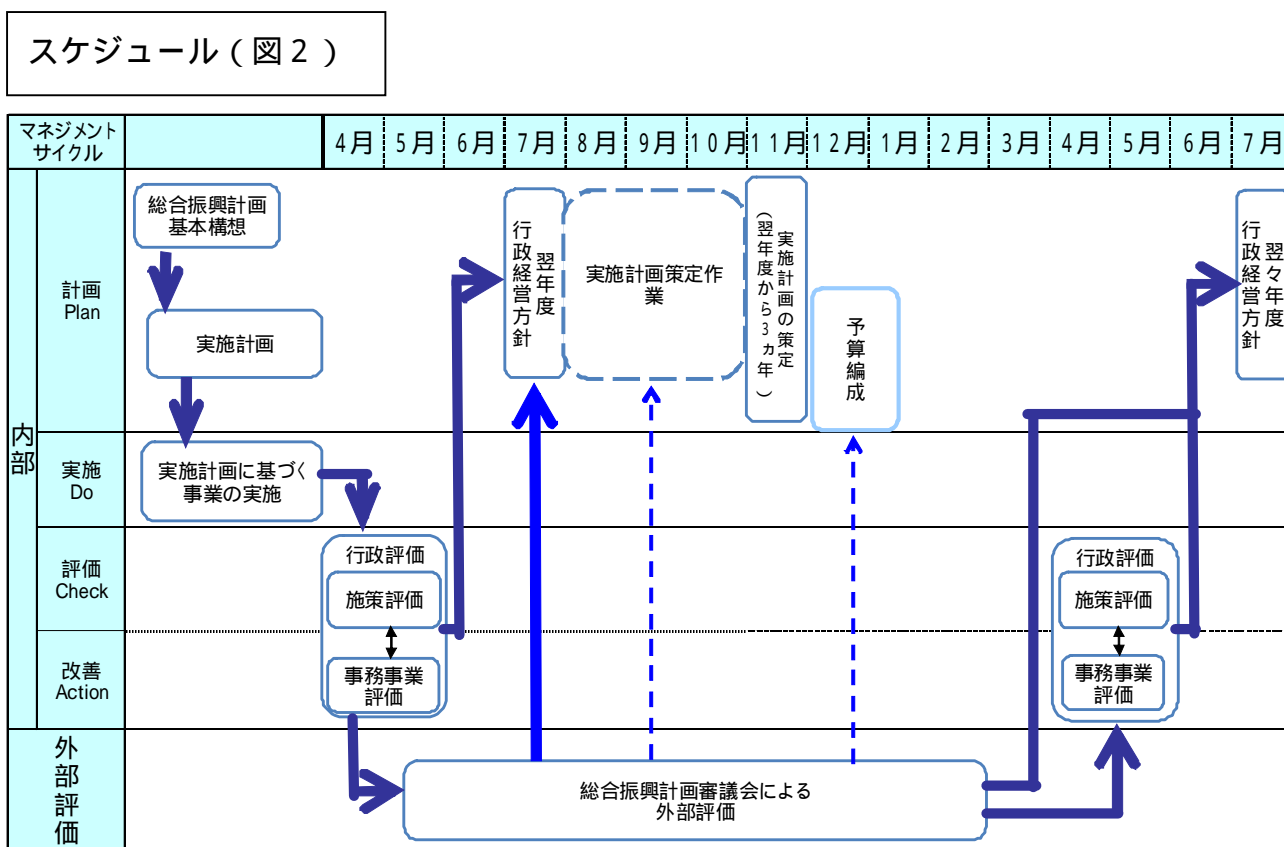 スケジュール（図２）
マネジメント
サイクル
4月
5月
6月
7月
8月
9月
10月
11月
12月
1月
2月
3月
4月
5月
6月
7月
内部
計画
Plan
総合振興計画
基本構想
実施計画
翌年度
行政経営方針
実施計画策定作
業
実施計画の策定
（翌年度から３ヵ年）
予算編成
翌々年度
行政経営方針
実施
Do
実施計画に基づく
事業の実施
評価
Check
行政評価
施策評価
行政評価
施策評価
改善
Action
事務事業
評価
事務事業
評価
外部評価
総合振興計画審議会による
外部評価